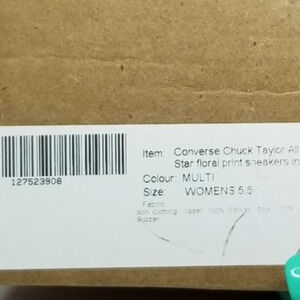 Item: Converse Chuck Taylor All
Star floral print sneakers in
Colour: MULTI
127523908
Size: WOMENS 5.5
Fabric:
Non Clothing Upper 100% Canvas Sole
Rubber